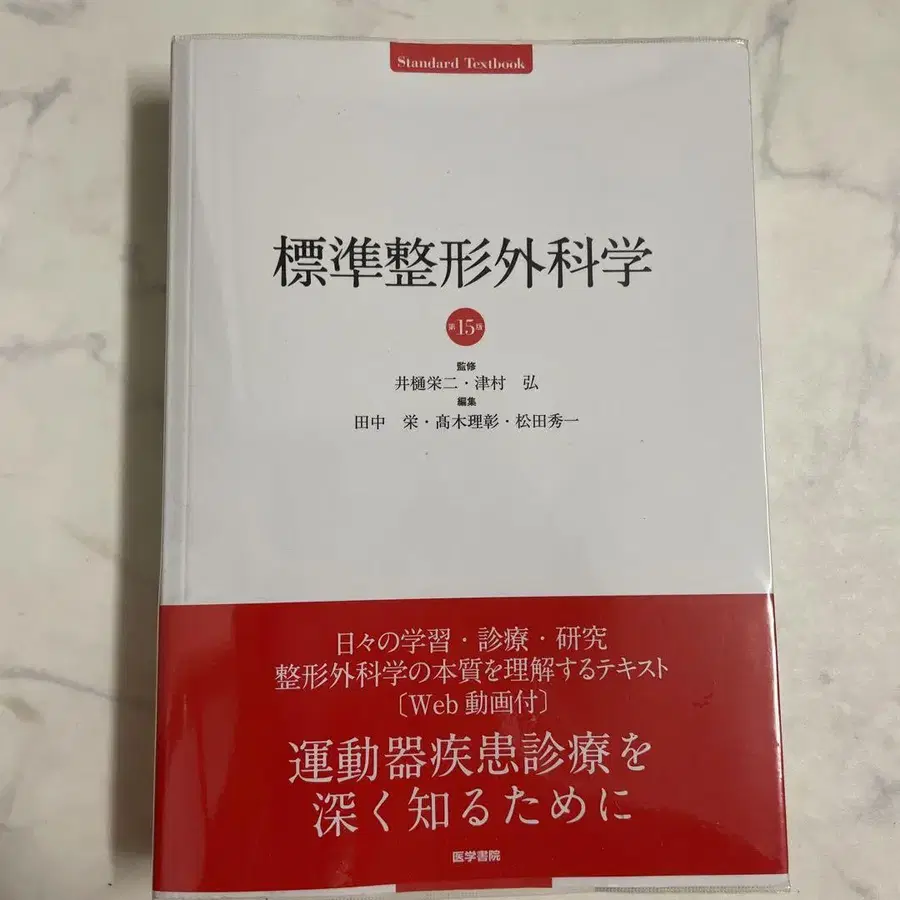 Standard Textbook
標準整形外科学
第15版
監修
井樋栄二・津村 弘
編集
田中 栄・髙木理彰・松田秀一
日々の学習・診療・研究
整形外科学の本質を理解するテキスト
〔Web動画付〕
運動器疾患診療を
深く知るために
医学書院